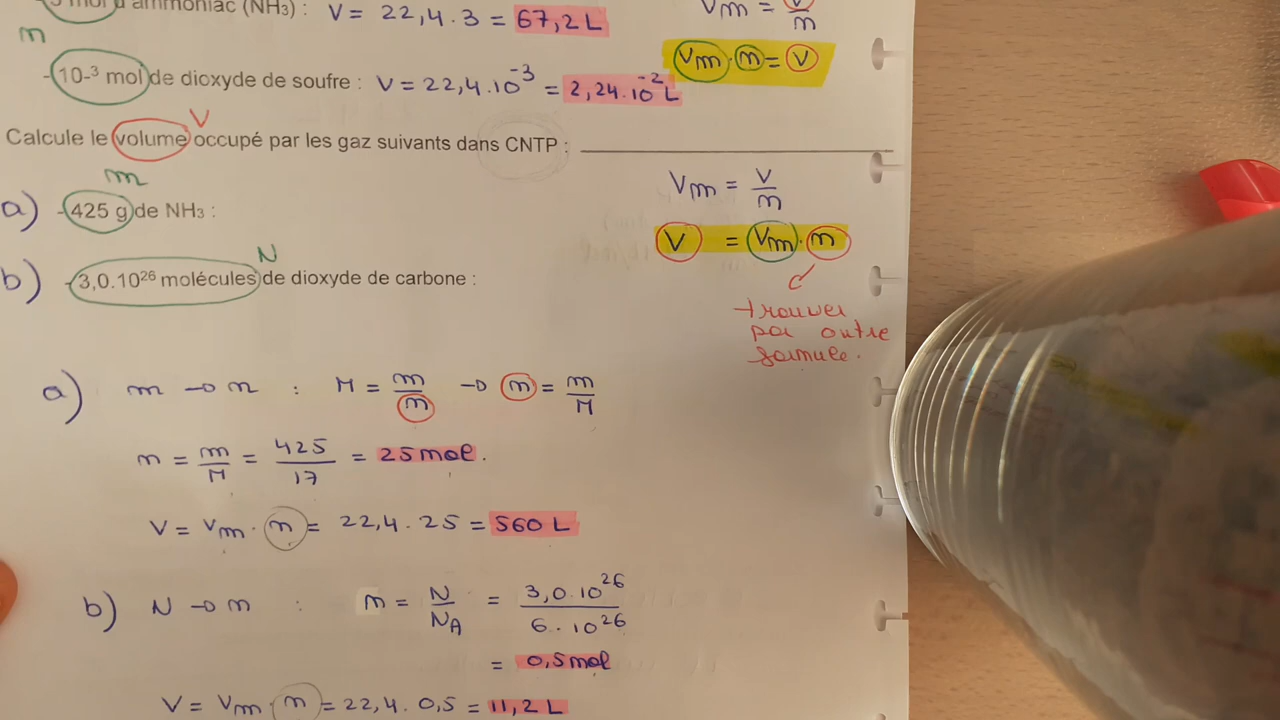 mol d'ammoniac (NH3) : V = 22,4 . 3 = 67,2 L
Vm = V/n
n
- 10-³ mol de dioxyde de soufre : V = 22,4 . 10⁻³ = 2,24 . 10⁻² L
Vm . n = V
V
Calcule le volume occupé par les gaz suivants dans CNTP :
m
Vm = V/n
a) - 425 g de NH3 :
V = Vm . n
N
b) - 3,0.10²⁶ molécules de dioxyde de carbone :
trouver
par autre
formule.
a) m → n : M = m/n → n = m/M
n = m/M = 425/17 = 25 mol.
V = Vm . n = 22,4 . 25 = 560 L
b) N → n : n = N/NA = 3,0 . 10²⁶/6 . 10²⁶
= 0,5 mol
V = Vm . n = 22,4 . 0,5 = 11,2 L